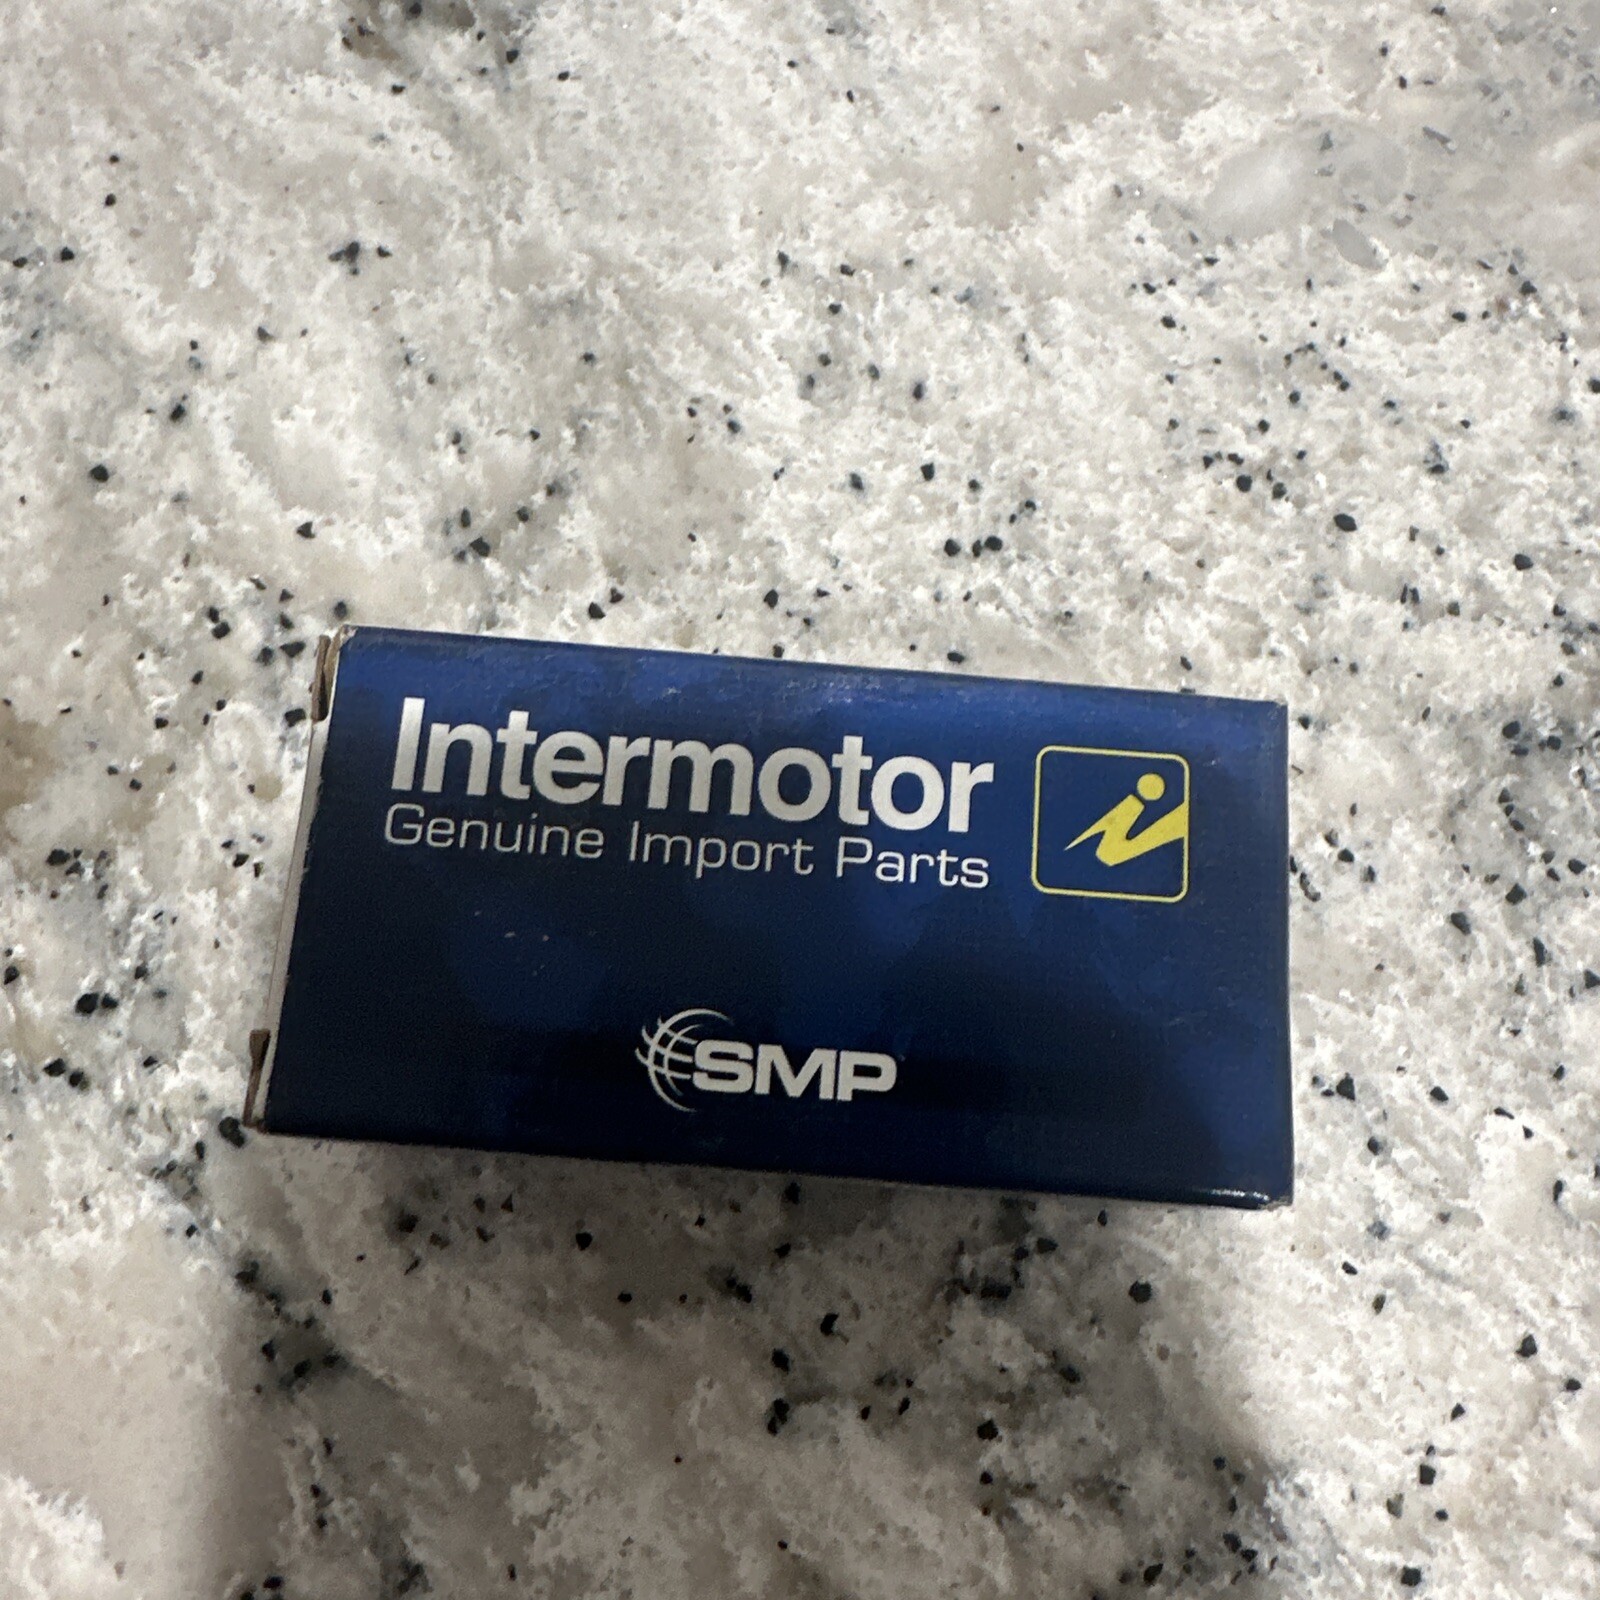 Intermotor
Genuine Import Parts
SMP